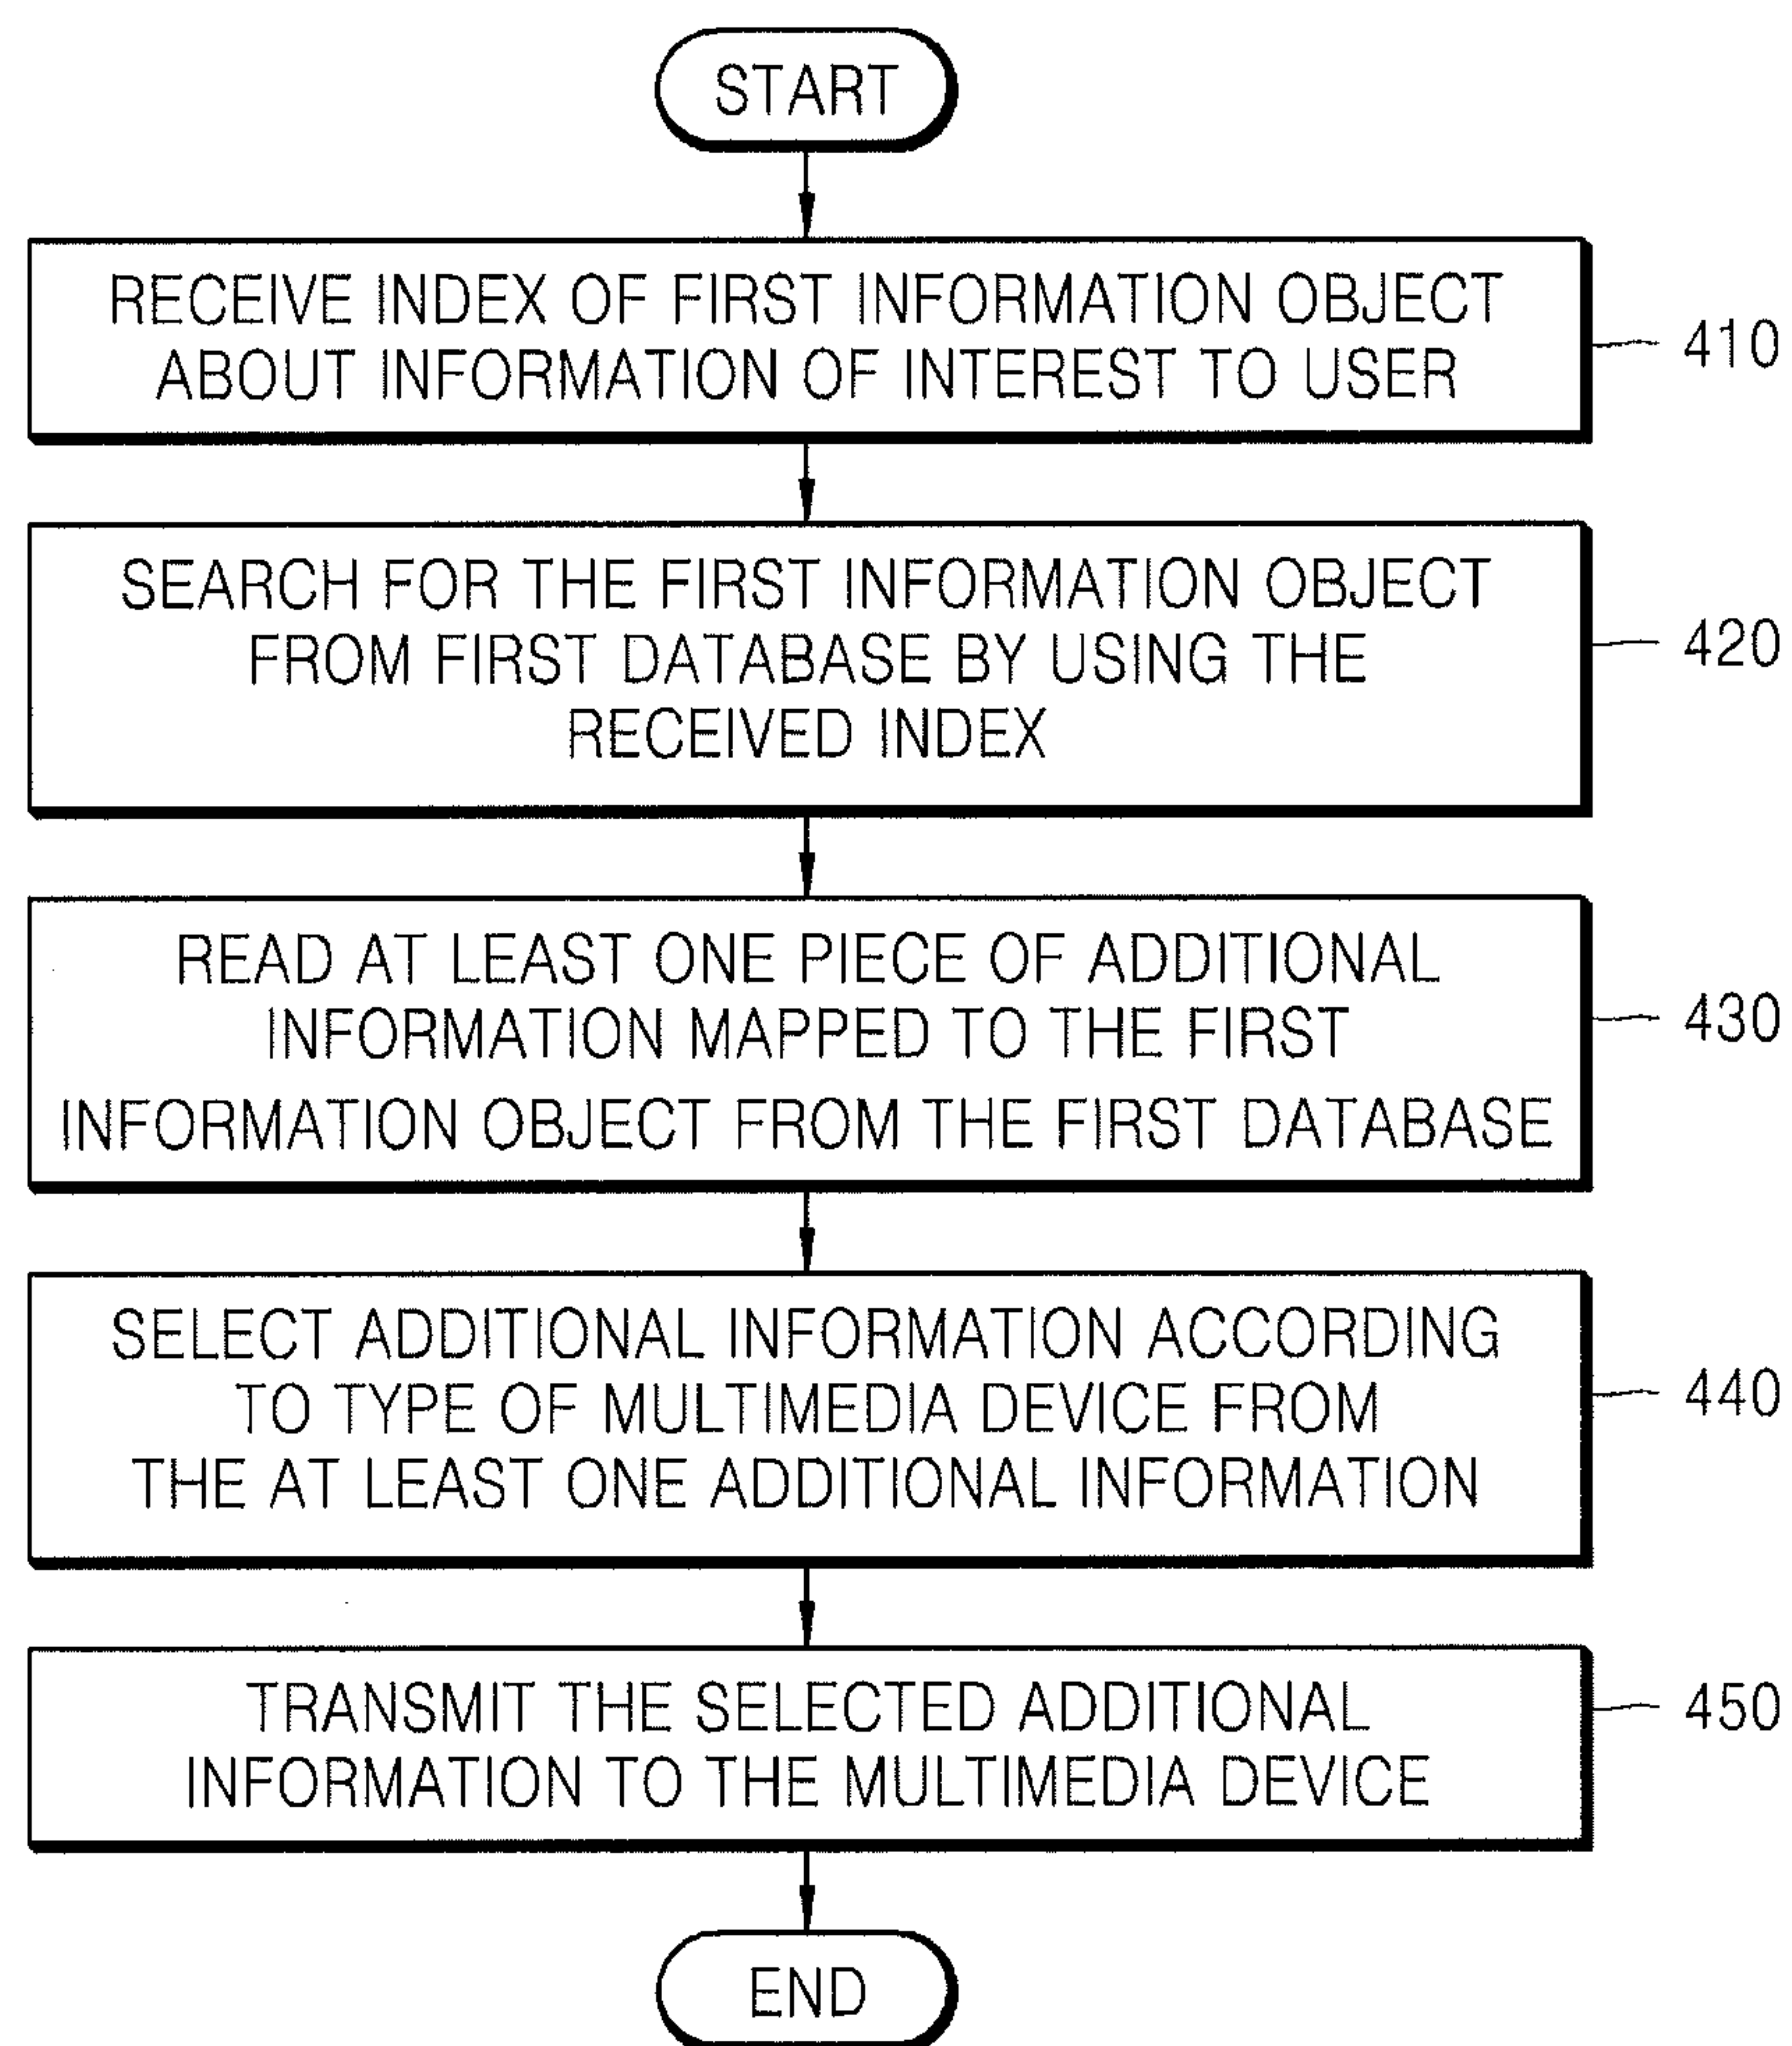 START
RECEIVE INDEX OF FIRST INFORMATION OBJECT
ABOUT INFORMATION OF INTEREST TO USER
410
SEARCH FOR THE FIRST INFORMATION OBJECT
FROM FIRST DATABASE BY USING THE
RECEIVED INDEX
420
READ AT LEAST ONE PIECE OF ADDITIONAL
INFORMATION MAPPED TO THE FIRST
INFORMATION OBJECT FROM THE FIRST DATABASE
430
SELECT ADDITIONAL INFORMATION ACCORDING
TO TYPE OF MULTIMEDIA DEVICE FROM
THE AT LEAST ONE ADDITIONAL INFORMATION
440
TRANSMIT THE SELECTED ADDITIONAL
INFORMATION TO THE MULTIMEDIA DEVICE
450
END